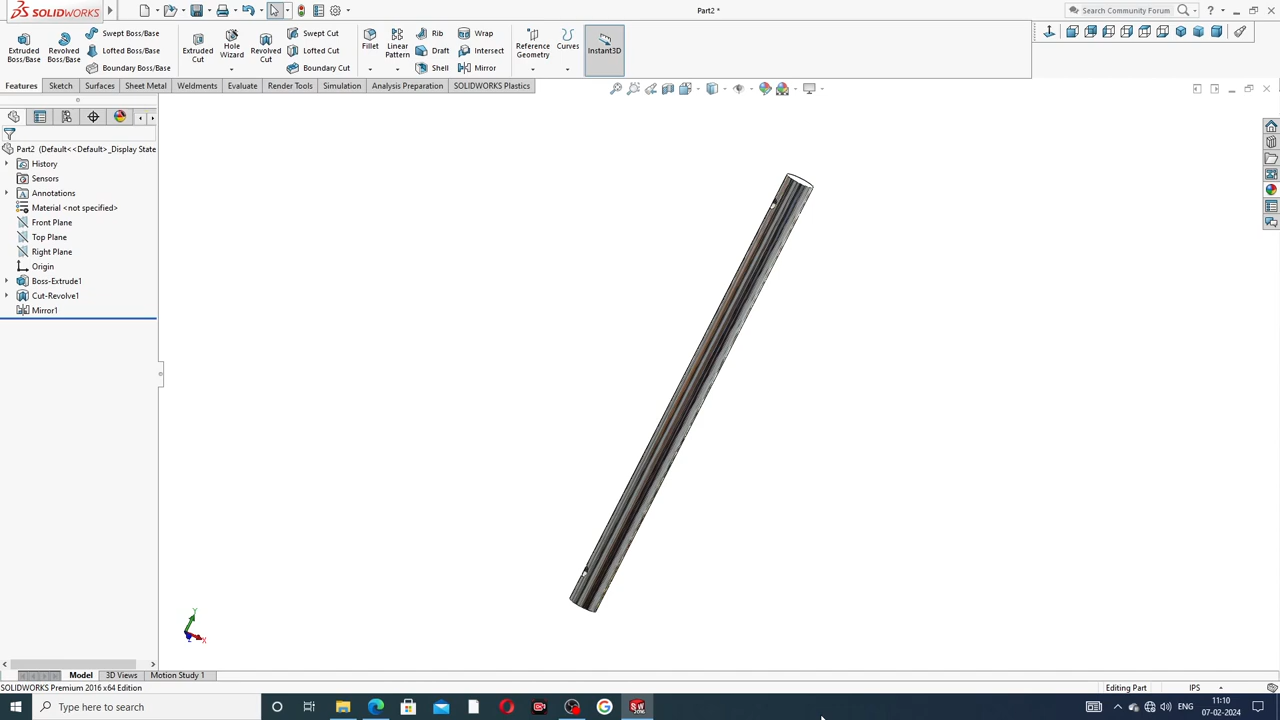 SOLIDWORKS
Part2 *
Search Community Forum
Extruded Boss/Base
Revolved Boss/Base
Swept Boss/Base
Lofted Boss/Base
Boundary Boss/Base
Extruded Cut
Hole Wizard
Revolved Cut
Swept Cut
Lofted Cut
Boundary Cut
Fillet
Linear Pattern
Rib
Draft
Shell
Wrap
Intersect
Mirror
Reference Geometry
Curves
Instant3D
Features
Sketch
Surfaces
Sheet Metal
Weldments
Evaluate
Render Tools
Simulation
Analysis Preparation
SOLIDWORKS Plastics
Part2 (Default<<Default>_Display State
History
Sensors
Annotations
Material <not specified>
Front Plane
Top Plane
Right Plane
Origin
Boss-Extrude1
Cut-Revolve1
Mirror1
Y
X
Z
Model
3D Views
Motion Study 1
SOLIDWORKS Premium 2016 x64 Edition
Editing Part
IPS
Type here to search
ENG
11:10
07-02-2024